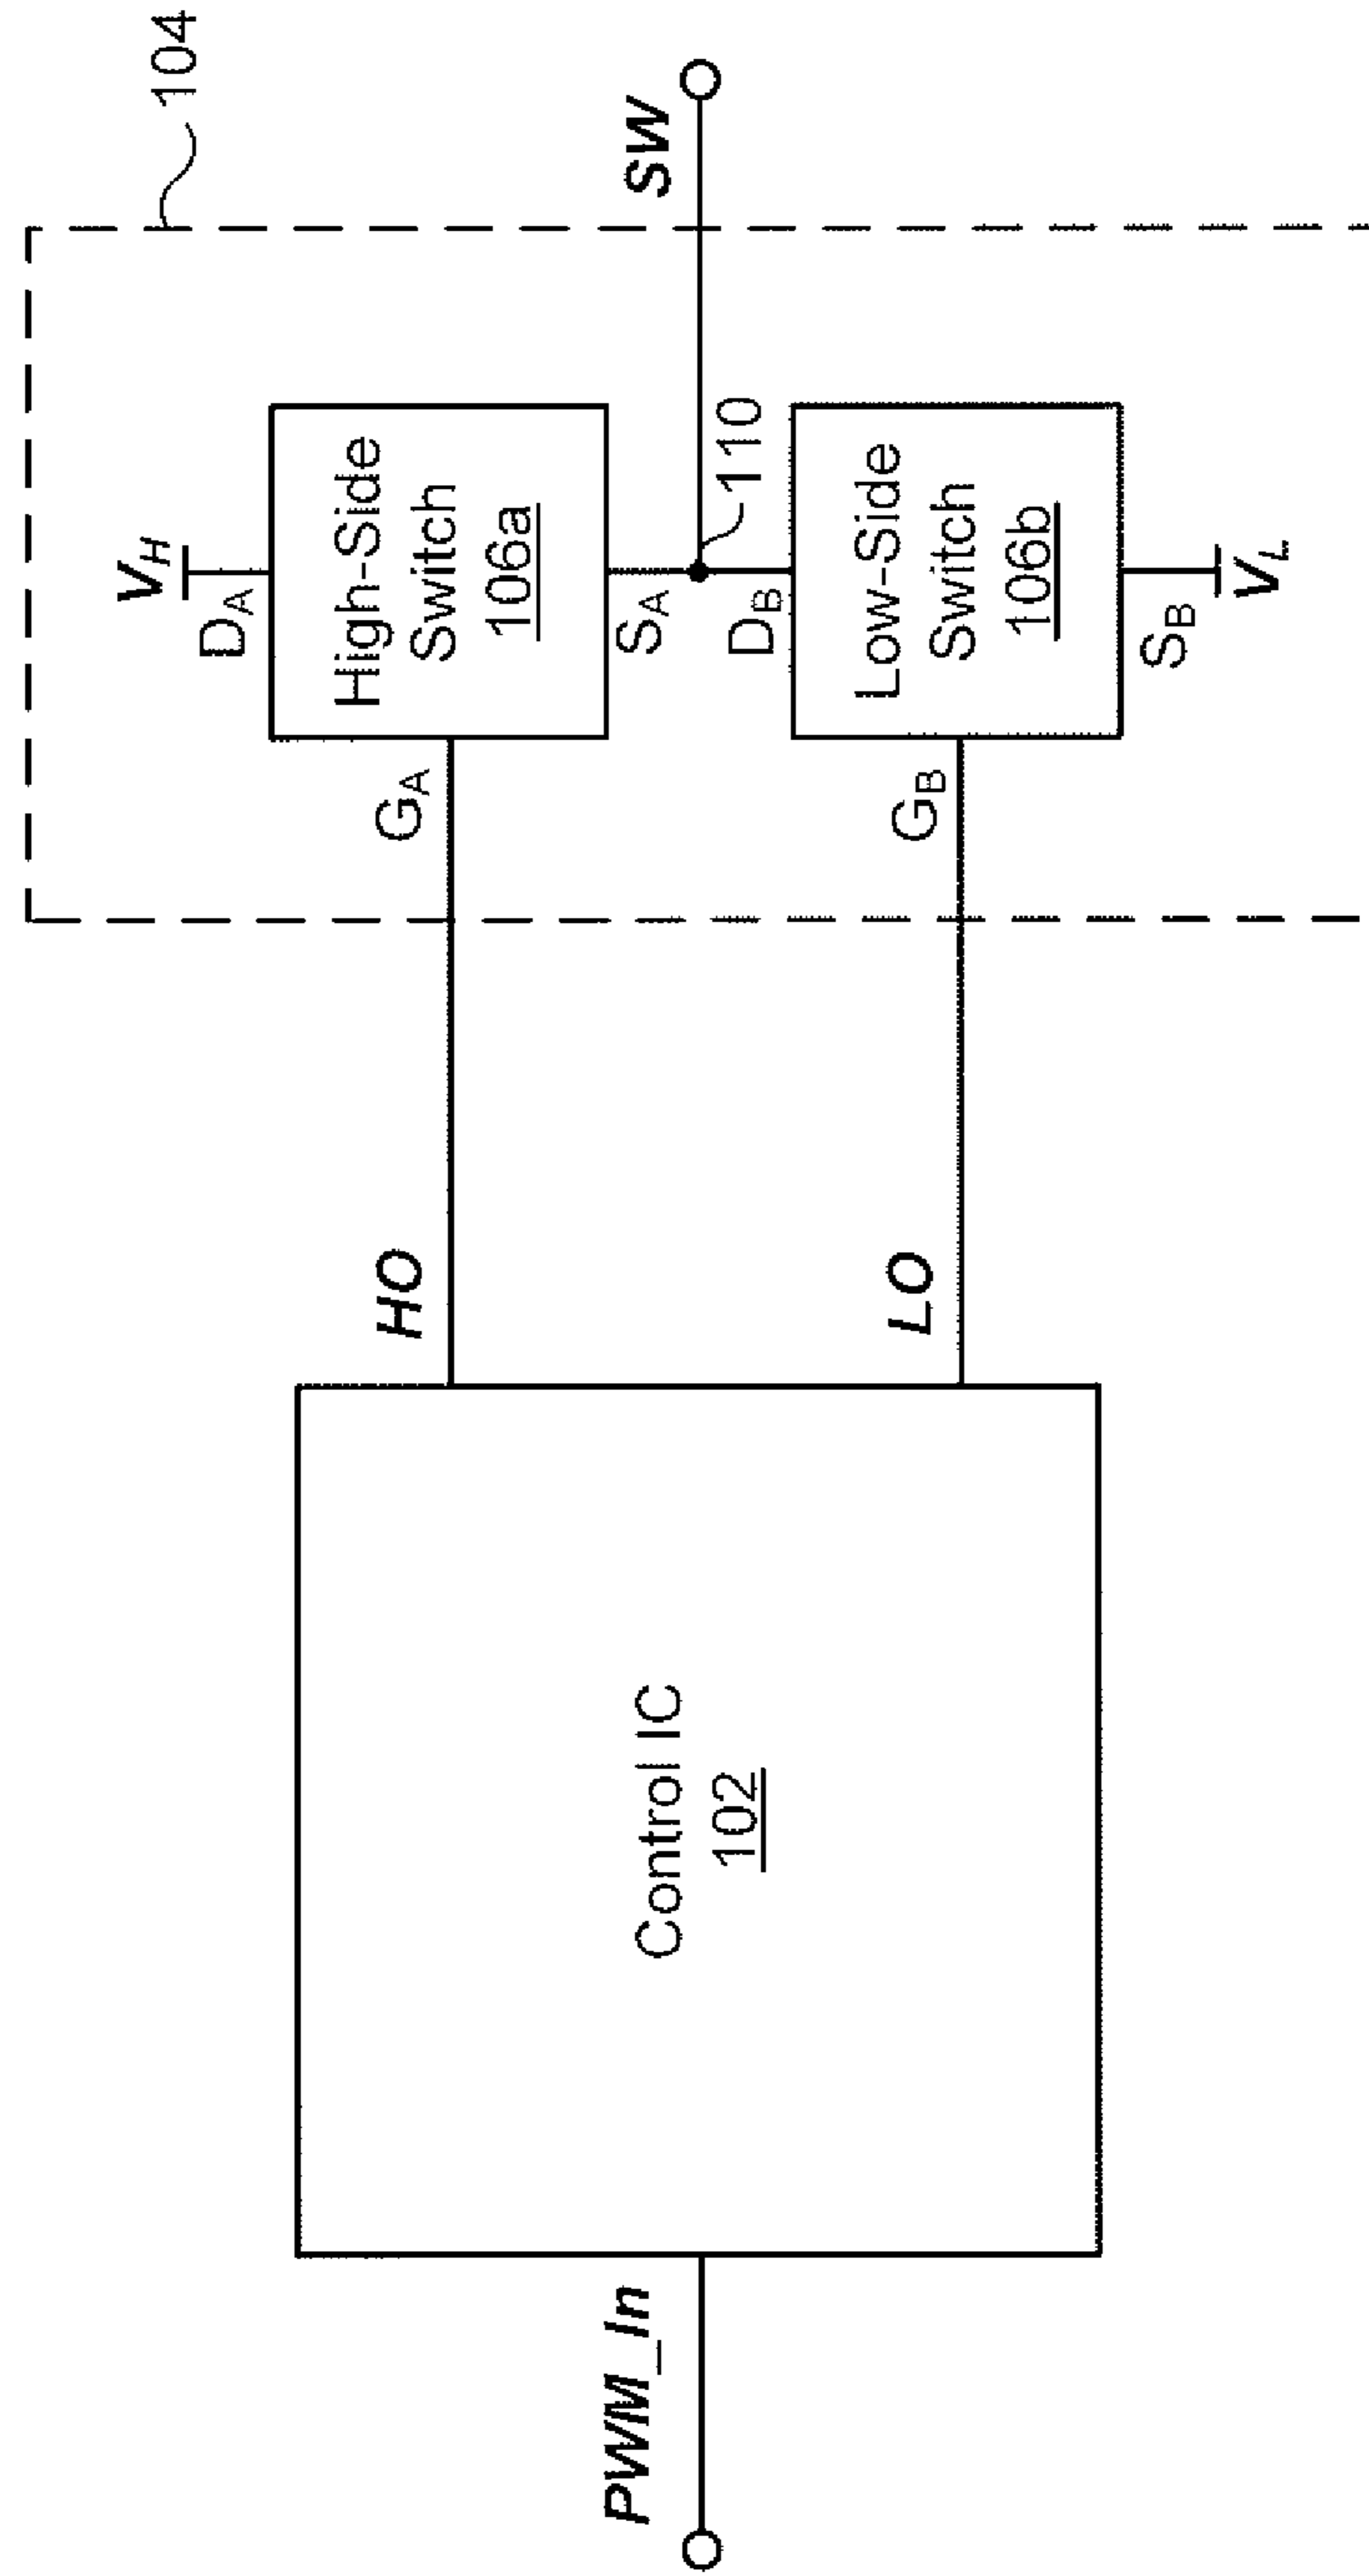 104
V_H
D_A
High-Side
Switch
106a
G_A
S_A
SW
110
D_B
Low-Side
Switch
106b
G_B
S_B
V_L
HO
LO
Control IC
102
PWM_In